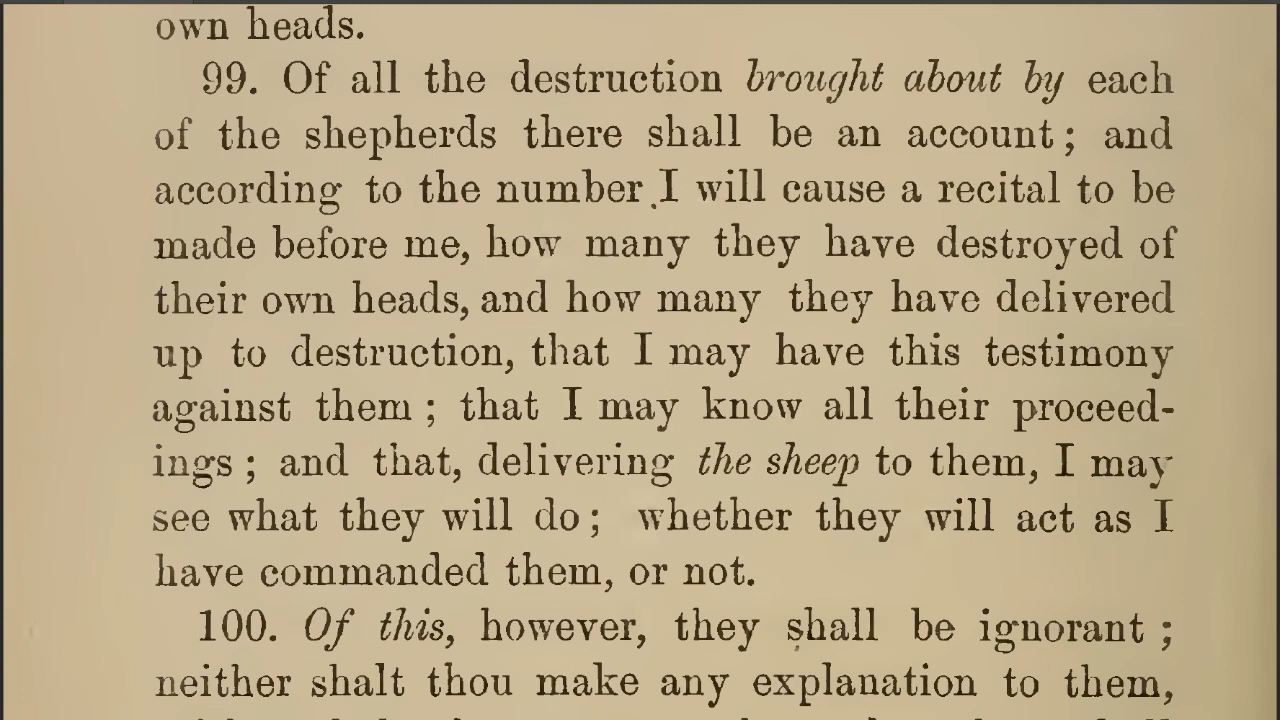 own heads.
99. Of all the destruction brought about by each
of the shepherds there shall be an account; and
according to the number I will cause a recital to be
made before me, how many they have destroyed of
their own heads, and how many they have delivered
up to destruction, that I may have this testimony
against them; that I may know all their proceed-
ings; and that, delivering the sheep to them, I may
see what they will do; whether they will act as I
have commanded them, or not.
100. Of this, however, they shall be ignorant;
neither shalt thou make any explanation to them,